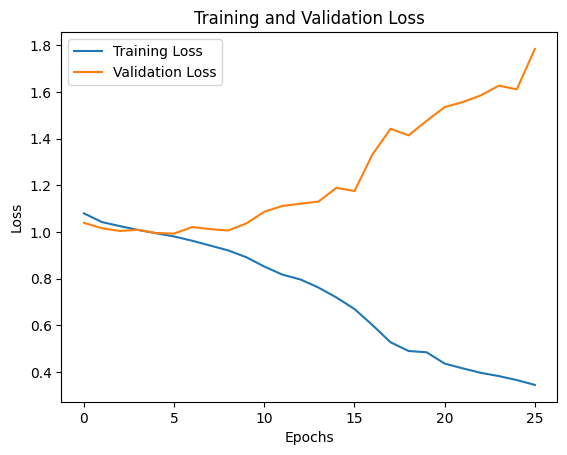 Training and Validation Loss
Training Loss
Validation Loss
1.8
1.6
1.4
1.2
1.0
0.8
0.6
0.4
Loss
0 5 10 15 20 25
Epochs